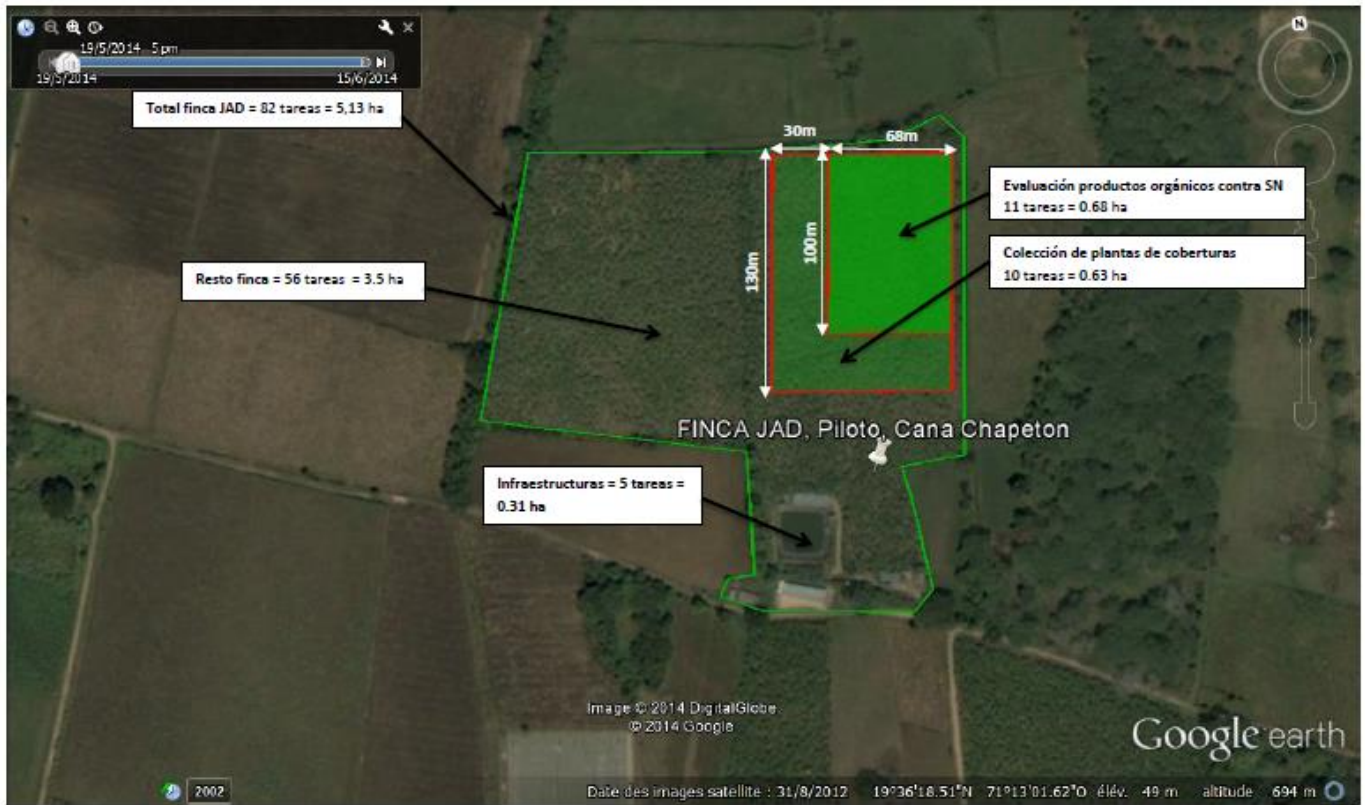 19/5/2014 5 pm
19/5/2014
15/6/2014
N
Total finca JAD = 82 tareas = 5,13 ha
30m
68m
Evaluación productos orgánicos contra SN
11 tareas = 0.68 ha
100m
130m
Colección de plantas de coberturas
10 tareas = 0.63 ha
Resto finca = 56 tareas = 3.5 ha
FINCA JAD, Piloto, Cana Chapeton
Infraestructuras = 5 tareas =
0.31 ha
Image © 2014 DigitalGlobe
© 2014 Google
Google earth
2002
Date des images satellite : 31/8/2012 19°36'18.51"N 71°13'01.62"O élév. 49 m altitude 694 m